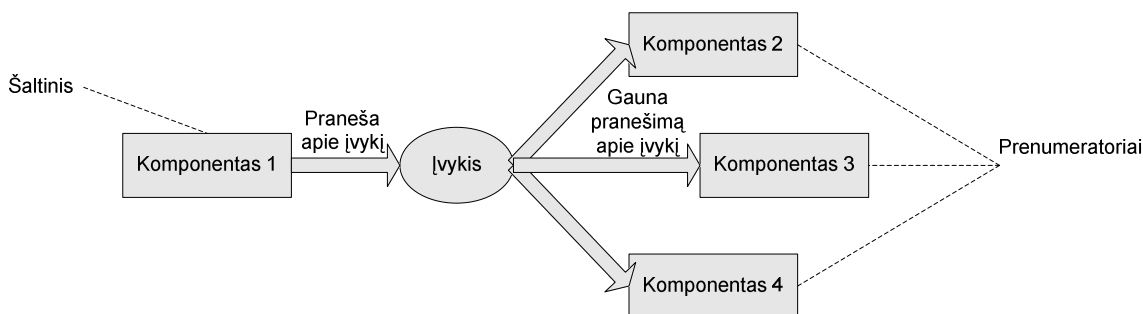 Šaltinis
Komponentas 1
Praneša
apie įvykį
Įvykis
Komponentas 2
Gauna
pranešimą
apie įvykį
Komponentas 3
Komponentas 4
Prenumeratoriai